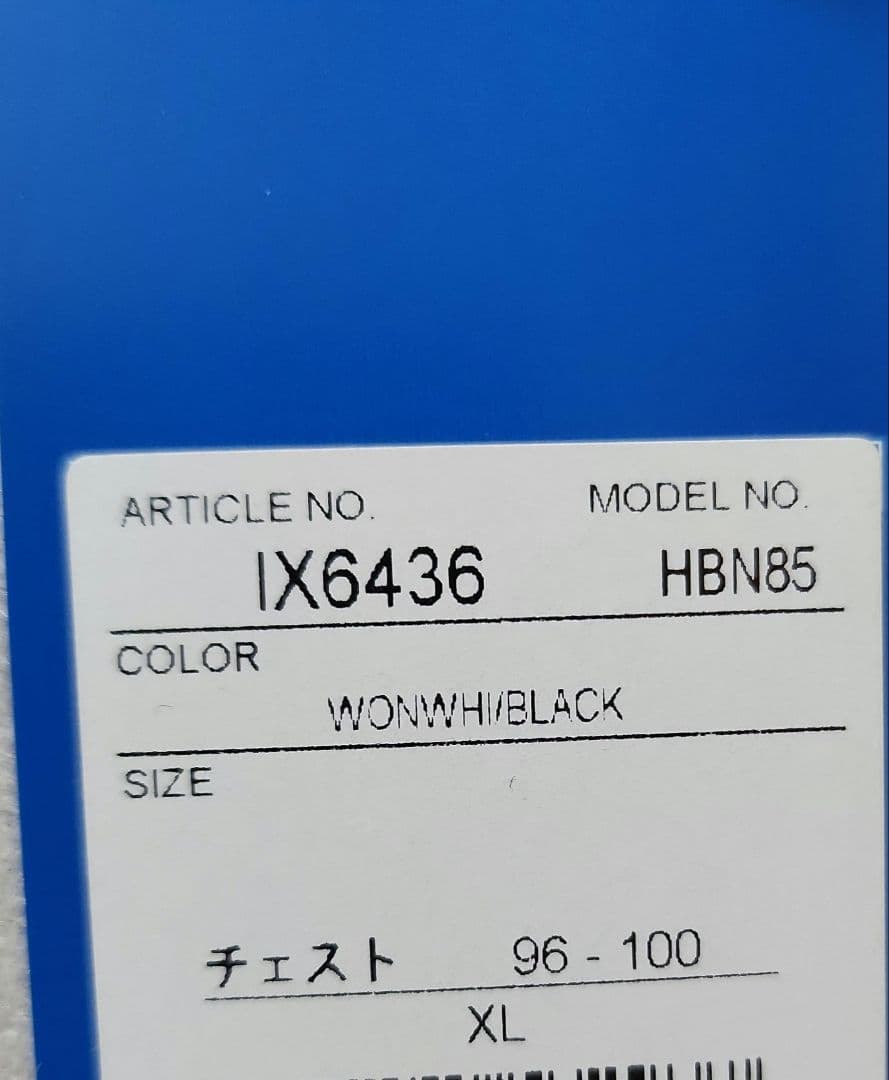 ARTICLE NO. MODEL NO.
IX6436 HBN85
COLOR
WONWHI/BLACK
SIZE
チェスト 96 - 100
XL